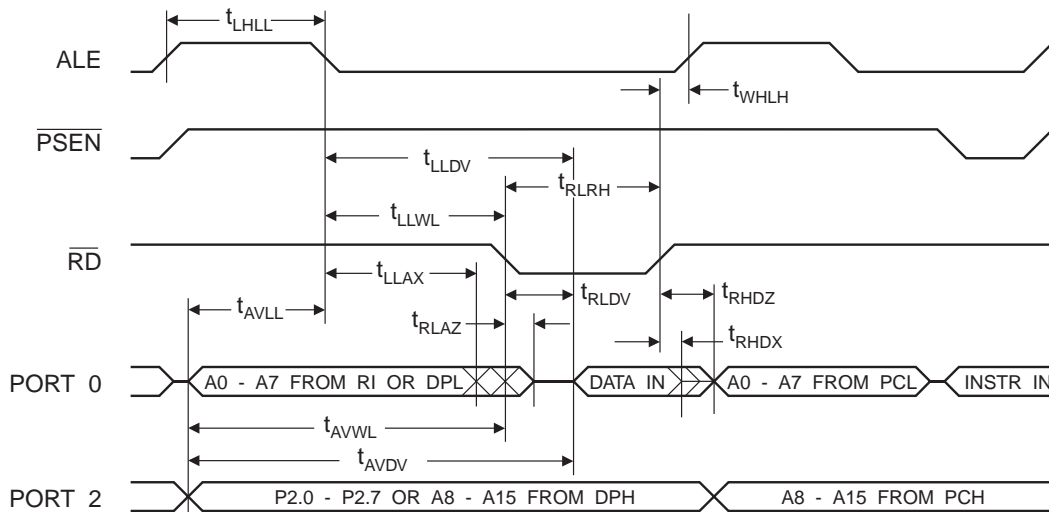 tLHLL
ALE
tWHLH
PSEN
tLLDV
tRLRH
tLLWL
RD
tLLAX
tRLDV
tRHDZ
tAVLL
tRLAZ
tRHDX
PORT 0
A0 - A7 FROM RI OR DPL
DATA IN
A0 - A7 FROM PCL
INSTR IN
tAVWL
tAVDV
PORT 2
P2.0 - P2.7 OR A8 - A15 FROM DPH
A8 - A15 FROM PCH